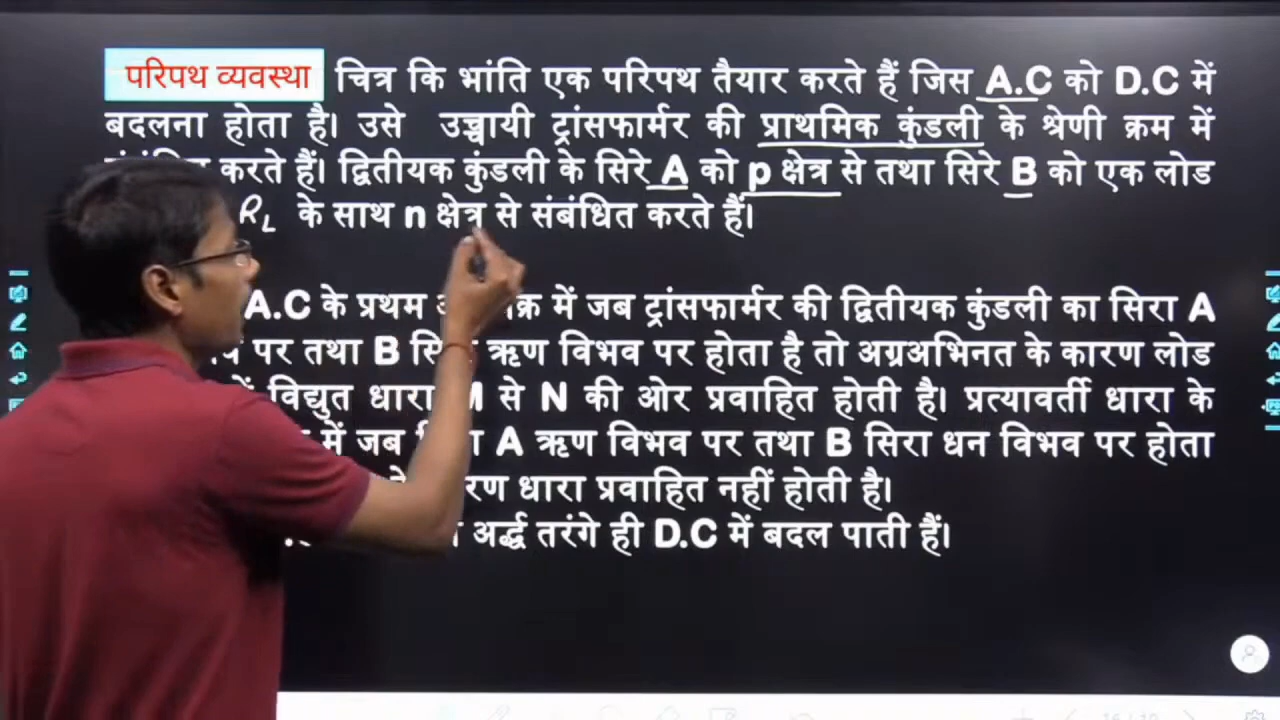 परिपथ व्यवस्था चित्र कि भांति एक परिपथ तैयार करते हैं जिस A.C को D.C में
बदलना होता है। उसे उच्चायी ट्रांसफार्मर की प्राथमिक कुंडली के श्रेणी क्रम में
करते हैं। द्वितीयक कुंडली के सिरे A को p क्षेत्र से तथा सिरे B को एक लोड
RL के साथ n क्षेत्र से संबंधित करते हैं।
A.C के प्रथम में जब ट्रांसफार्मर की द्वितीयक कुंडली का सिरा A
पर तथा B ऋण विभव पर होता है तो अग्रअभिनत के कारण लोड
में विद्युत धारा M से N की ओर प्रवाहित होती है। प्रत्यावर्ती धारा के
में जब A ऋण विभव पर तथा B सिरा धन विभव पर होता
धारा प्रवाहित नहीं होती है।
अर्द्ध तरंगे ही D.C में बदल पाती हैं।